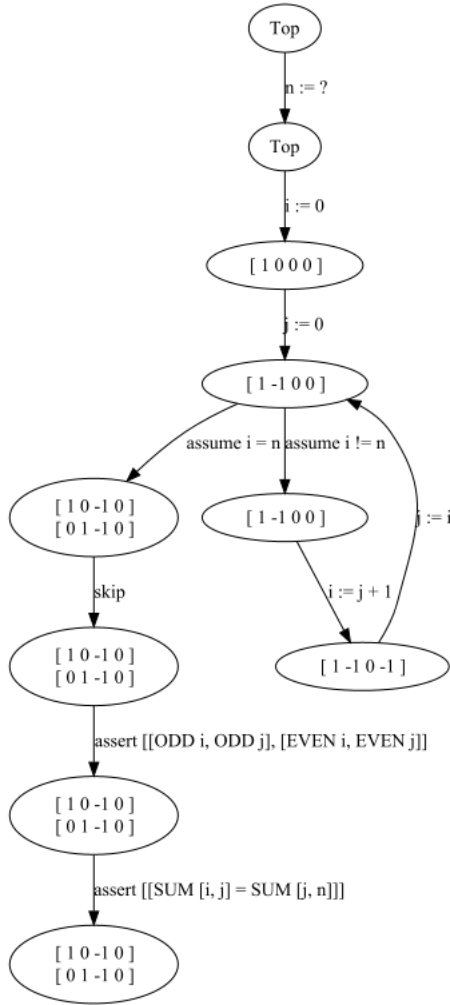 Top
n := ?
Top
i := 0
[ 1 0 0 0 ]
j := 0
[ 1 -1 0 0 ]
assume i = n
assume i != n
[ 1 0 -1 0 ]
[ 0 1 -1 0 ]
[ 1 -1 0 0 ]
j := i
skip
i := j + 1
[ 1 0 -1 0 ]
[ 0 1 -1 0 ]
[ 1 -1 0 -1 ]
assert [[ODD i, ODD j], [EVEN i, EVEN j]]
[ 1 0 -1 0 ]
[ 0 1 -1 0 ]
assert [[SUM [i, j] = SUM [j, n]]]
[ 1 0 -1 0 ]
[ 0 1 -1 0 ]